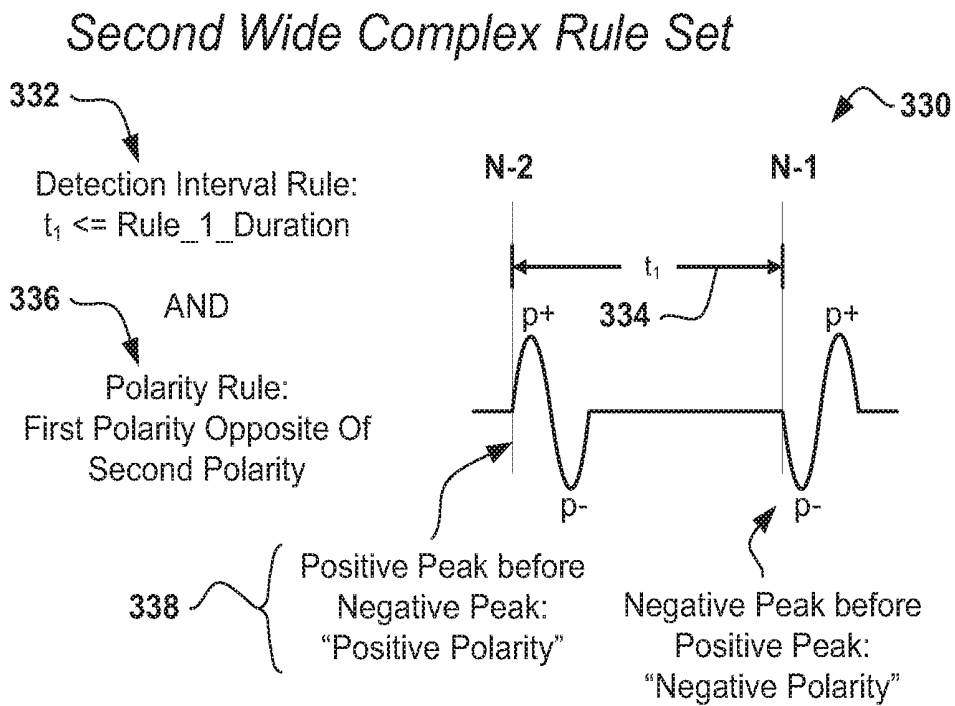 Second Wide Complex Rule Set
332
330
Detection Interval Rule:
t₁ <= Rule_1_Duration
N-2
N-1
t₁
334
336
AND
p+
p+
Polarity Rule:
First Polarity Opposite Of
Second Polarity
p-
p-
338
Positive Peak before
Negative Peak:
“Positive Polarity”
Negative Peak before
Positive Peak:
“Negative Polarity”